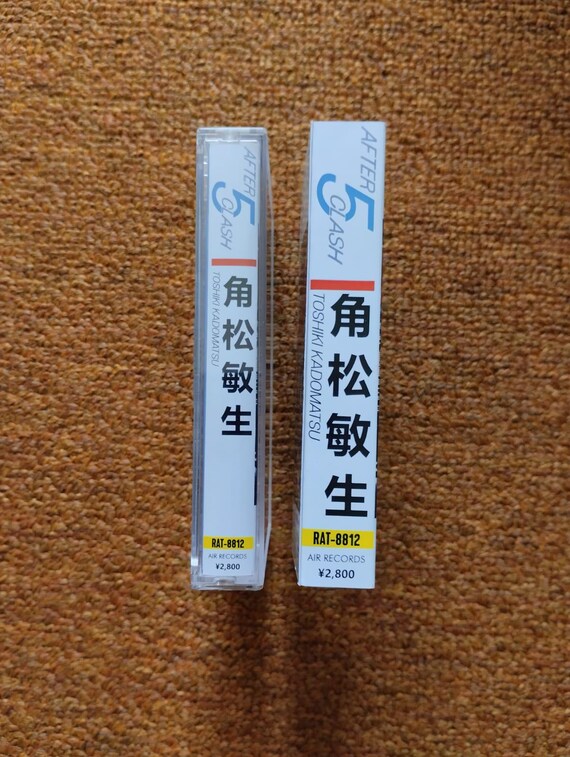 AFTER
5
CLASH
角松敏生
TOSHIKI KADOMATSU
RAT-8812
AIR RECORDS
¥2,800
AFTER
5
CLASH
角松敏生
TOSHIKI KADOMATSU
RAT-8812
AIR RECORDS
¥2,800